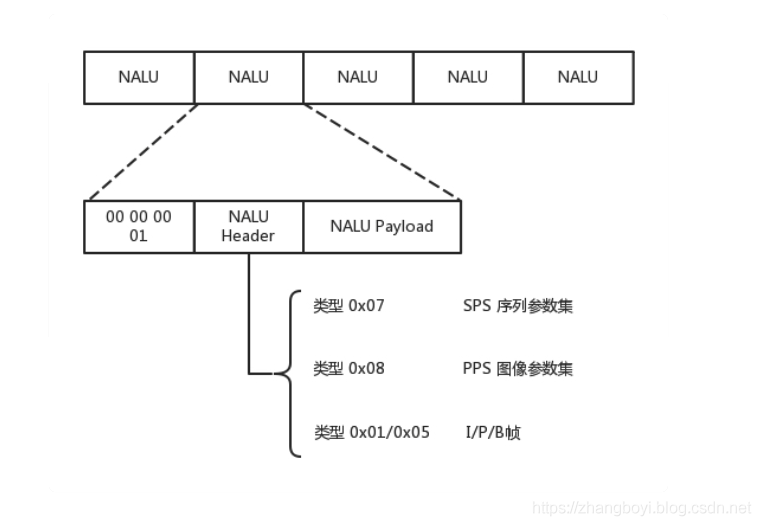 NALU NALU NALU NALU NALU
00 00 00
01
NALU
Header
NALU Payload
类型 0x07 SPS 序列参数集
类型 0x08 PPS 图像参数集
类型 0x01/0x05 I/P/B帧
https://zhangboyi.blog.csdn.net